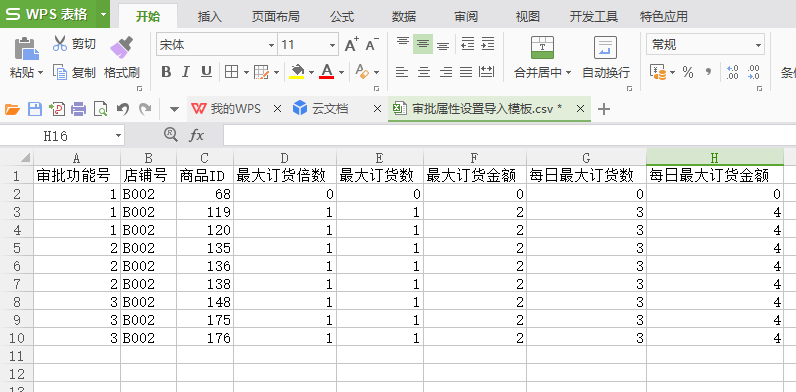 S WPS 表格 开始 插入 页面布局 公式 数据 审阅 视图 开发工具 特色应用
剪切 宋体 11 A+ A- 常规
粘贴 复制 格式刷 B I U A 合并居中 自动换行 % , .0 .00 条
我的WPS 云文档 审批属性设置导入模板.csv *
H16 fx
A B C D E F G H
1 审批功能号 店铺号 商品ID 最大订货倍数 最大订货数 最大订货金额 每日最大订货数 每日最大订货金额
2 1 B002 68 0 0 0 0 0
3 1 B002 119 1 1 2 3 4
4 1 B002 120 1 1 2 3 4
5 2 B002 135 1 1 2 3 4
6 2 B002 136 1 1 2 3 4
7 2 B002 138 1 1 2 3 4
8 3 B002 148 1 1 2 3 4
9 3 B002 175 1 1 2 3 4
10 3 B002 176 1 1 2 3 4
11
12